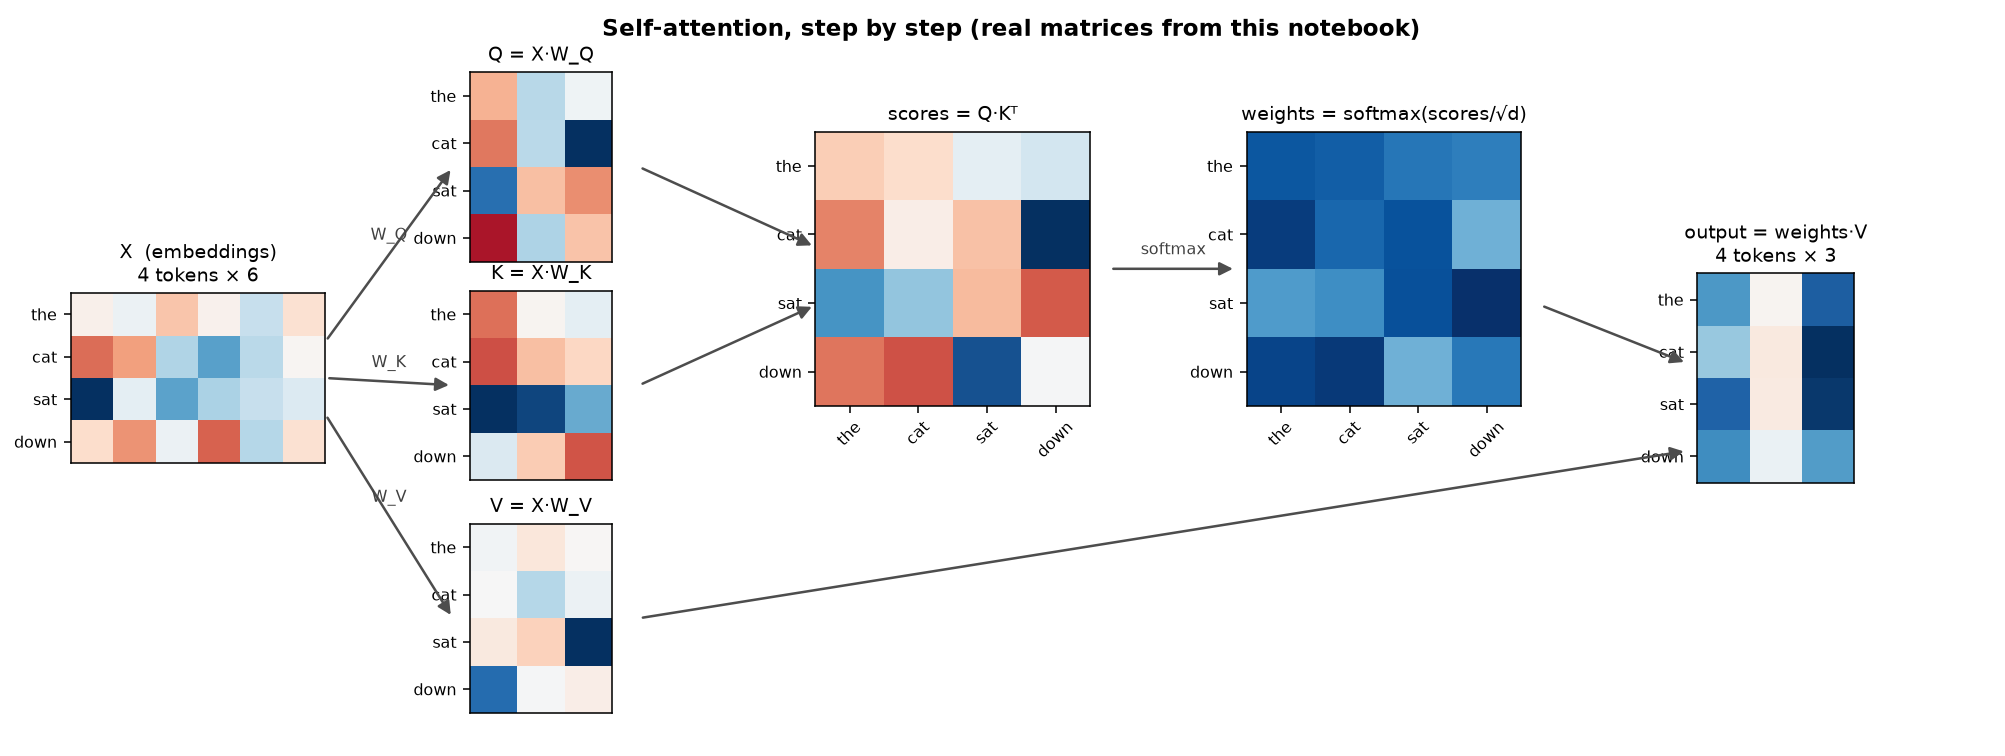 Self-attention, step by step (real matrices from this notebook)
X  (embeddings)
4 tokens × 6
the
cat
sat
down
W_Q
W_K
W_V
Q = X·W_Q
the
cat
sat
down
K = X·W_K
the
cat
sat
down
V = X·W_V
the
cat
sat
down
scores = Q·Kᵀ
the
cat
sat
down
the
cat
sat
down
softmax
weights = softmax(scores/√d)
the
cat
sat
down
the
cat
sat
down
output = weights·V
4 tokens × 3
the
cat
sat
down